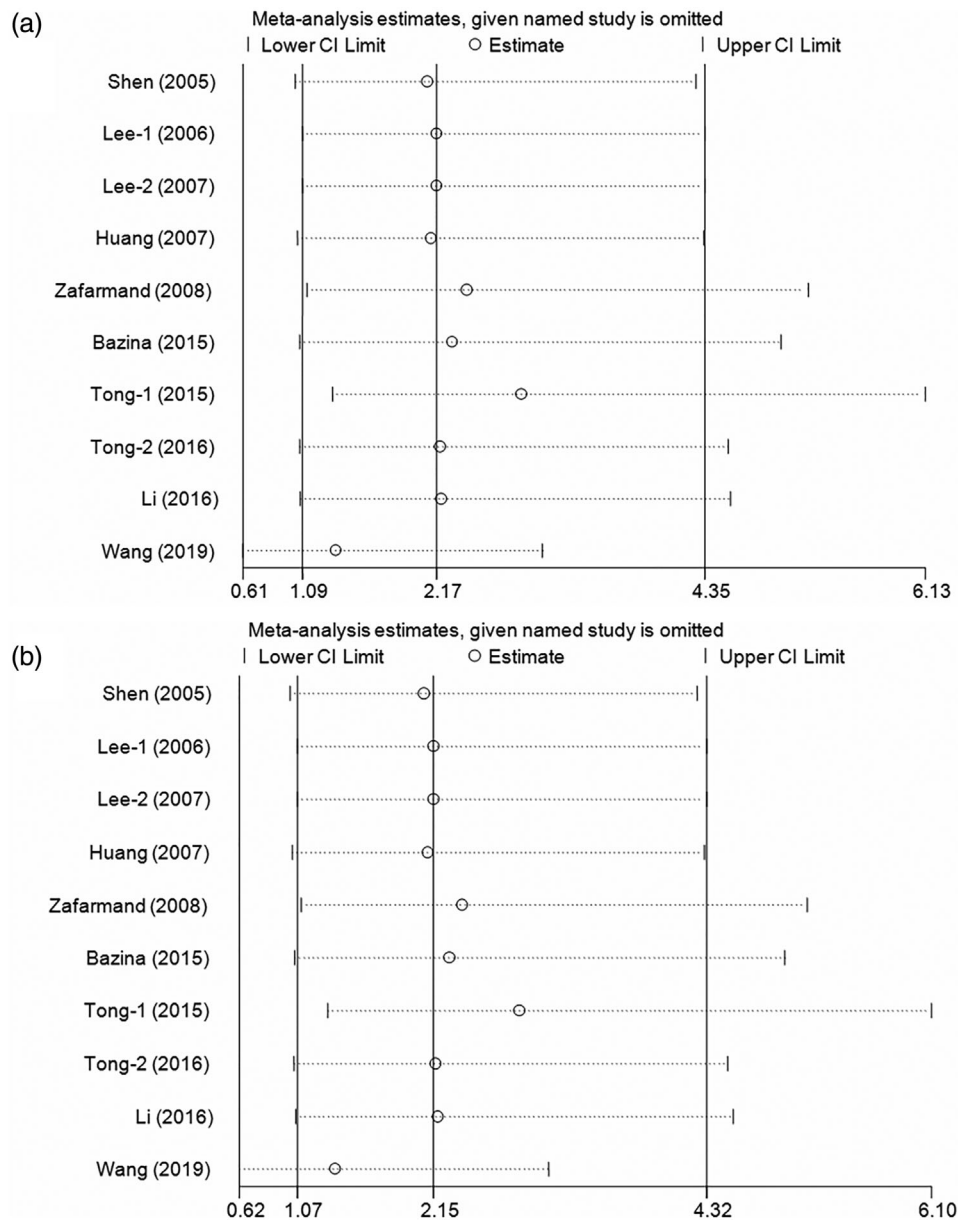 (a)
Meta-analysis estimates, given named study is omitted
| Lower CI Limit ○ Estimate | Upper CI Limit
Shen (2005)
Lee-1 (2006)
Lee-2 (2007)
Huang (2007)
Zafarmand (2008)
Bazina (2015)
Tong-1 (2015)
Tong-2 (2016)
Li (2016)
Wang (2019)
0.61 1.09 2.17 4.35 6.13
(b)
Meta-analysis estimates, given named study is omitted
| Lower CI Limit ○ Estimate | Upper CI Limit
Shen (2005)
Lee-1 (2006)
Lee-2 (2007)
Huang (2007)
Zafarmand (2008)
Bazina (2015)
Tong-1 (2015)
Tong-2 (2016)
Li (2016)
Wang (2019)
0.62 1.07 2.15 4.32 6.10